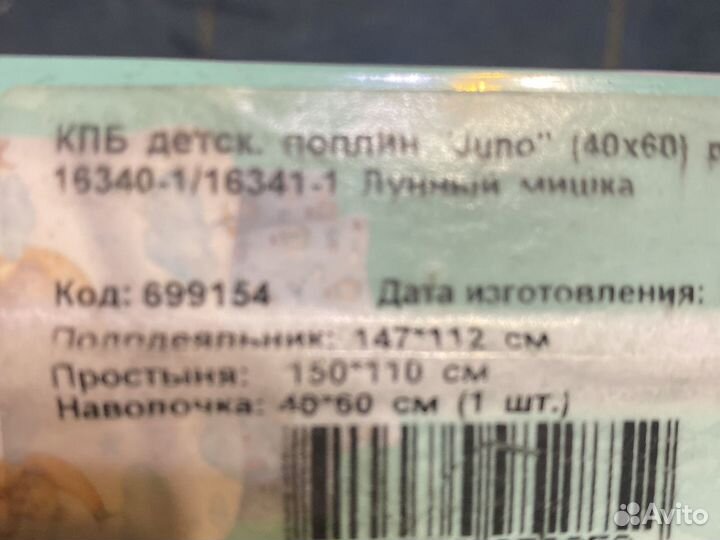 КПБ детск. поплин "Juno" (40х60) р
16340-1/16341-1 Лунный мишка
Код: 699154 Дата изготовления:
Пододеяльник: 147*112 см
Простыня: 150*110 см
Наволочка: 40*60 см (1 шт.)
Avito